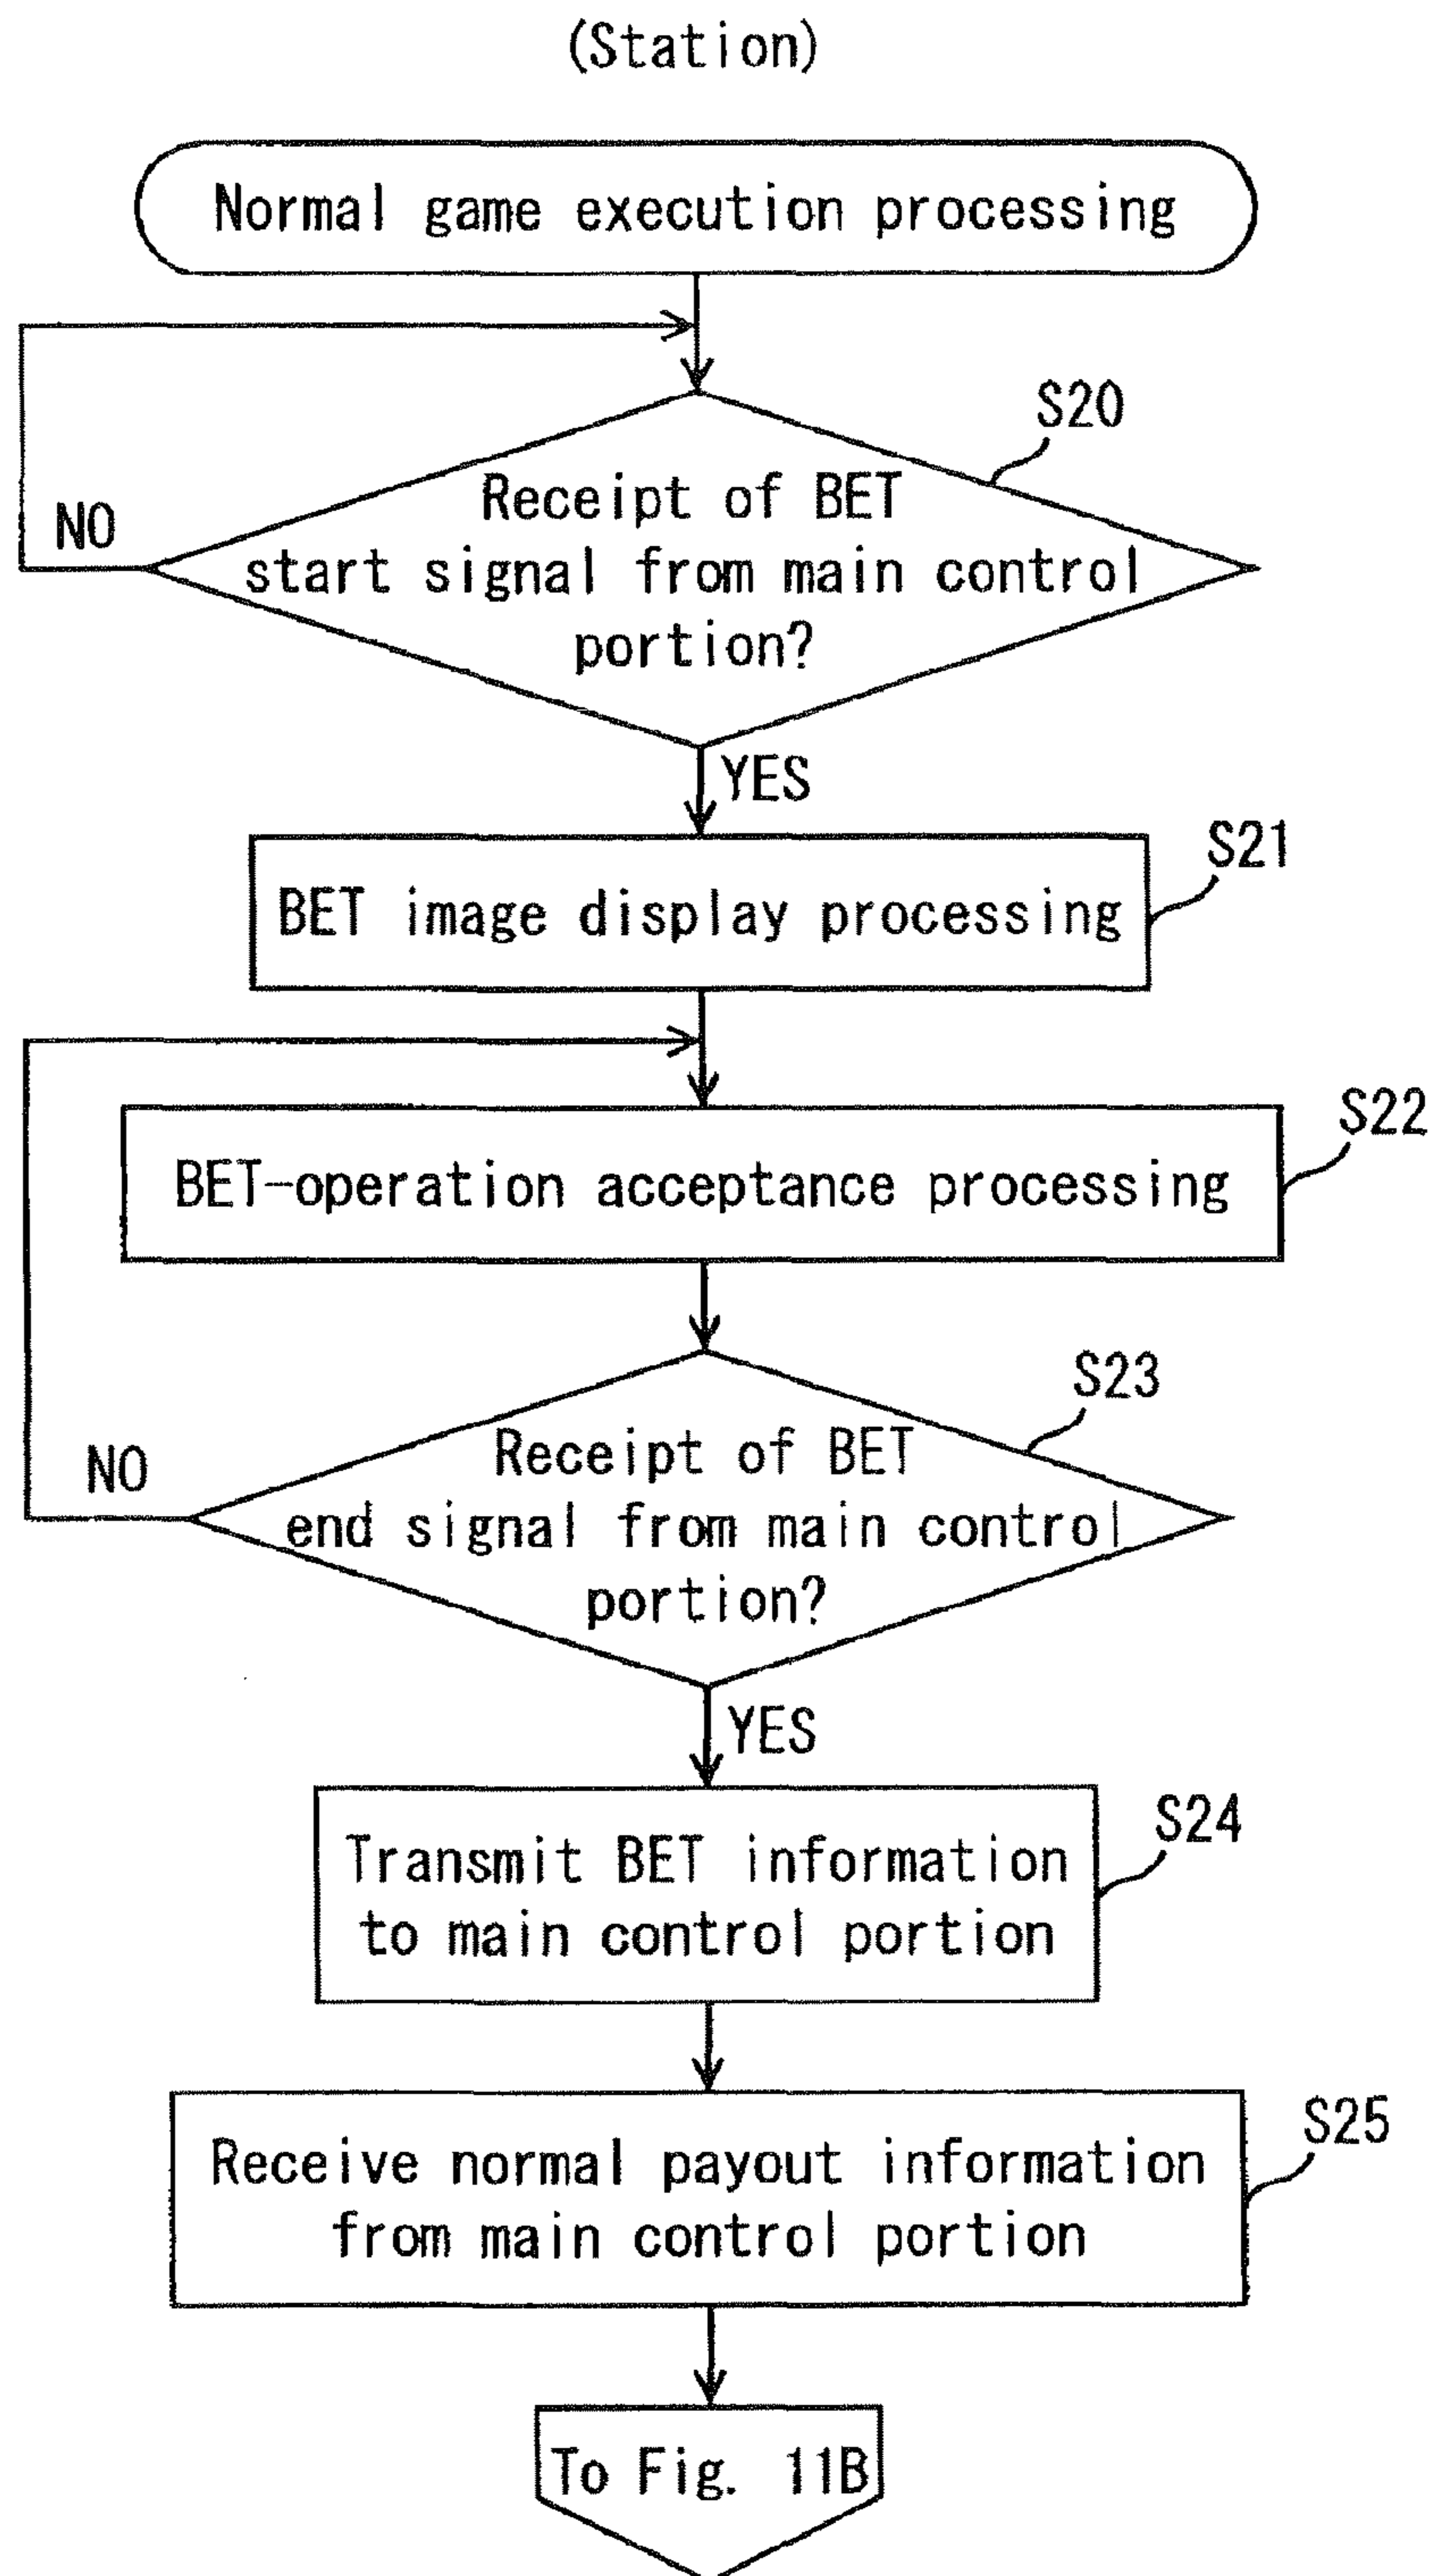 (Station)
Normal game execution processing
S20
Receipt of BET
start signal from main control
portion?
NO
YES
S21
BET image display processing
S22
BET-operation acceptance processing
S23
Receipt of BET
end signal from main control
portion?
NO
YES
S24
Transmit BET information
to main control portion
S25
Receive normal payout information
from main control portion
To Fig. 11B